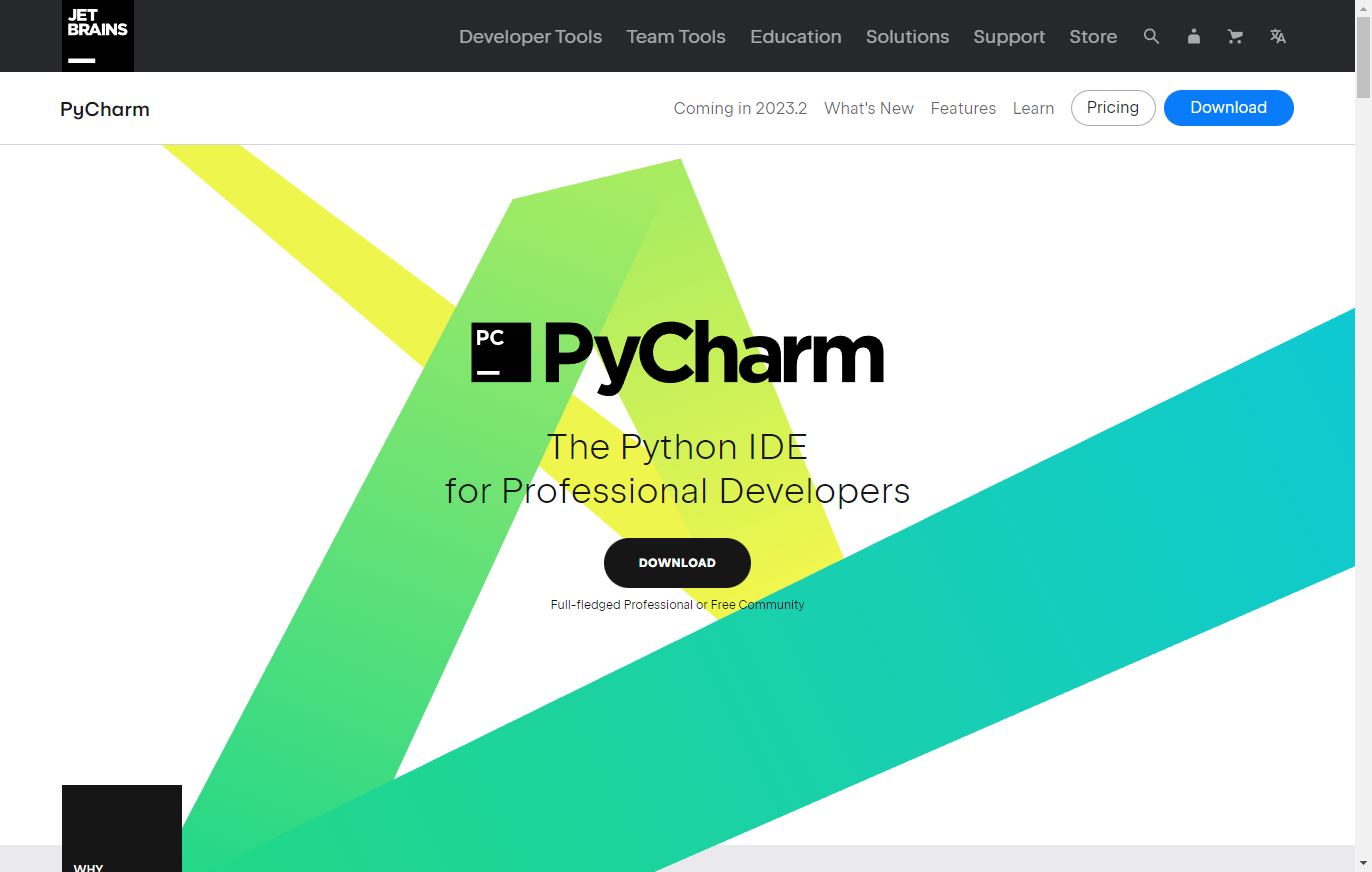 JET
BRAINS
Developer Tools Team Tools Education Solutions Support Store
PyCharm
Coming in 2023.2 What's New Features Learn Pricing Download
PC PyCharm
The Python IDE
for Professional Developers
DOWNLOAD
Full-fledged Professional or Free Community
WHY